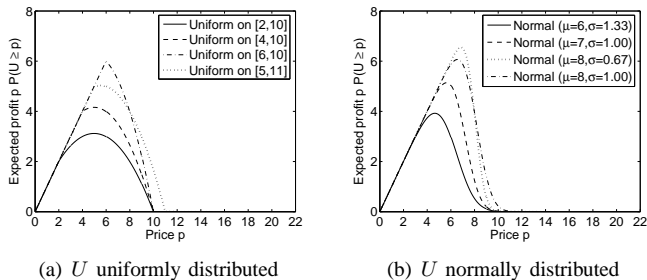 8
6
4
2
0
Expected profit p P(U ≥ p)
Uniform on [2,10]
Uniform on [4,10]
Uniform on [6,10]
Uniform on [5,11]
0 2 4 6 8 10 12 14 16 18 20 22
Price p
(a) U uniformly distributed
8
6
4
2
0
Expected profit p P(U ≥ p)
Normal (μ=6,σ=1.33)
Normal (μ=7,σ=1.00)
Normal (μ=8,σ=0.67)
Normal (μ=8,σ=1.00)
0 2 4 6 8 10 12 14 16 18 20 22
Price p
(b) U normally distributed